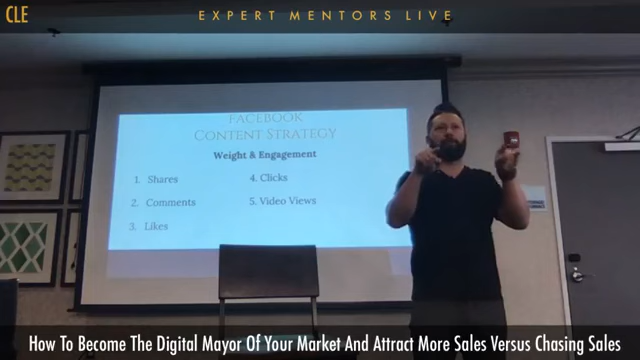 CLE
EXPERT MENTORS LIVE
FACEBOOK
CONTENT STRATEGY
Weight & Engagement
1. Shares
2. Comments
3. Likes
4. Clicks
5. Video Views
How To Become The Digital Mayor Of Your Market And Attract More Sales Versus Chasing Sales